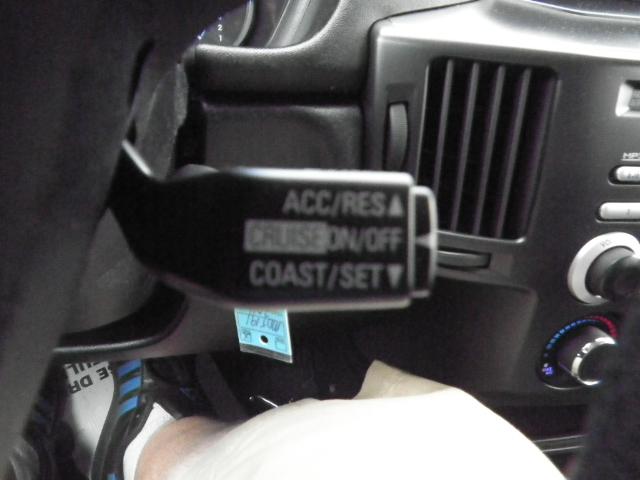 ACC/RES▲
CRUISE ON/OFF
COAST/SET▼